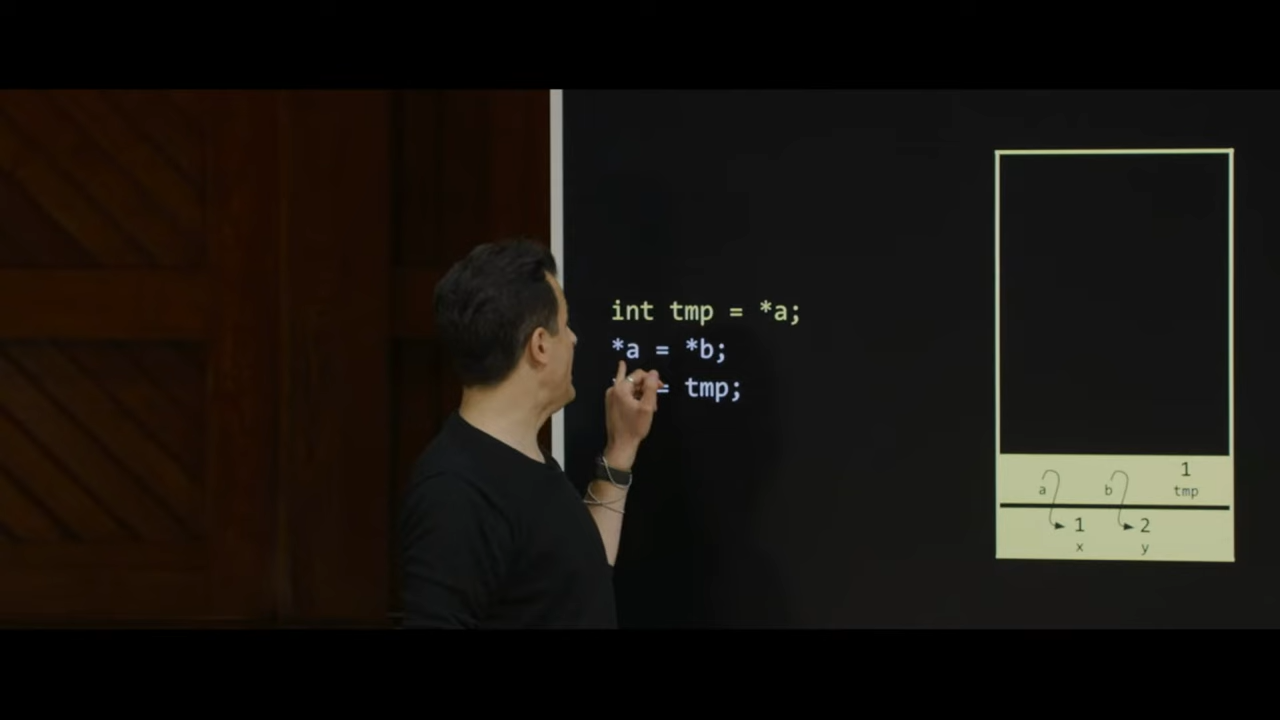 int tmp = *a;
*a = *b;
= tmp;
1
a b tmp
1 2
x y